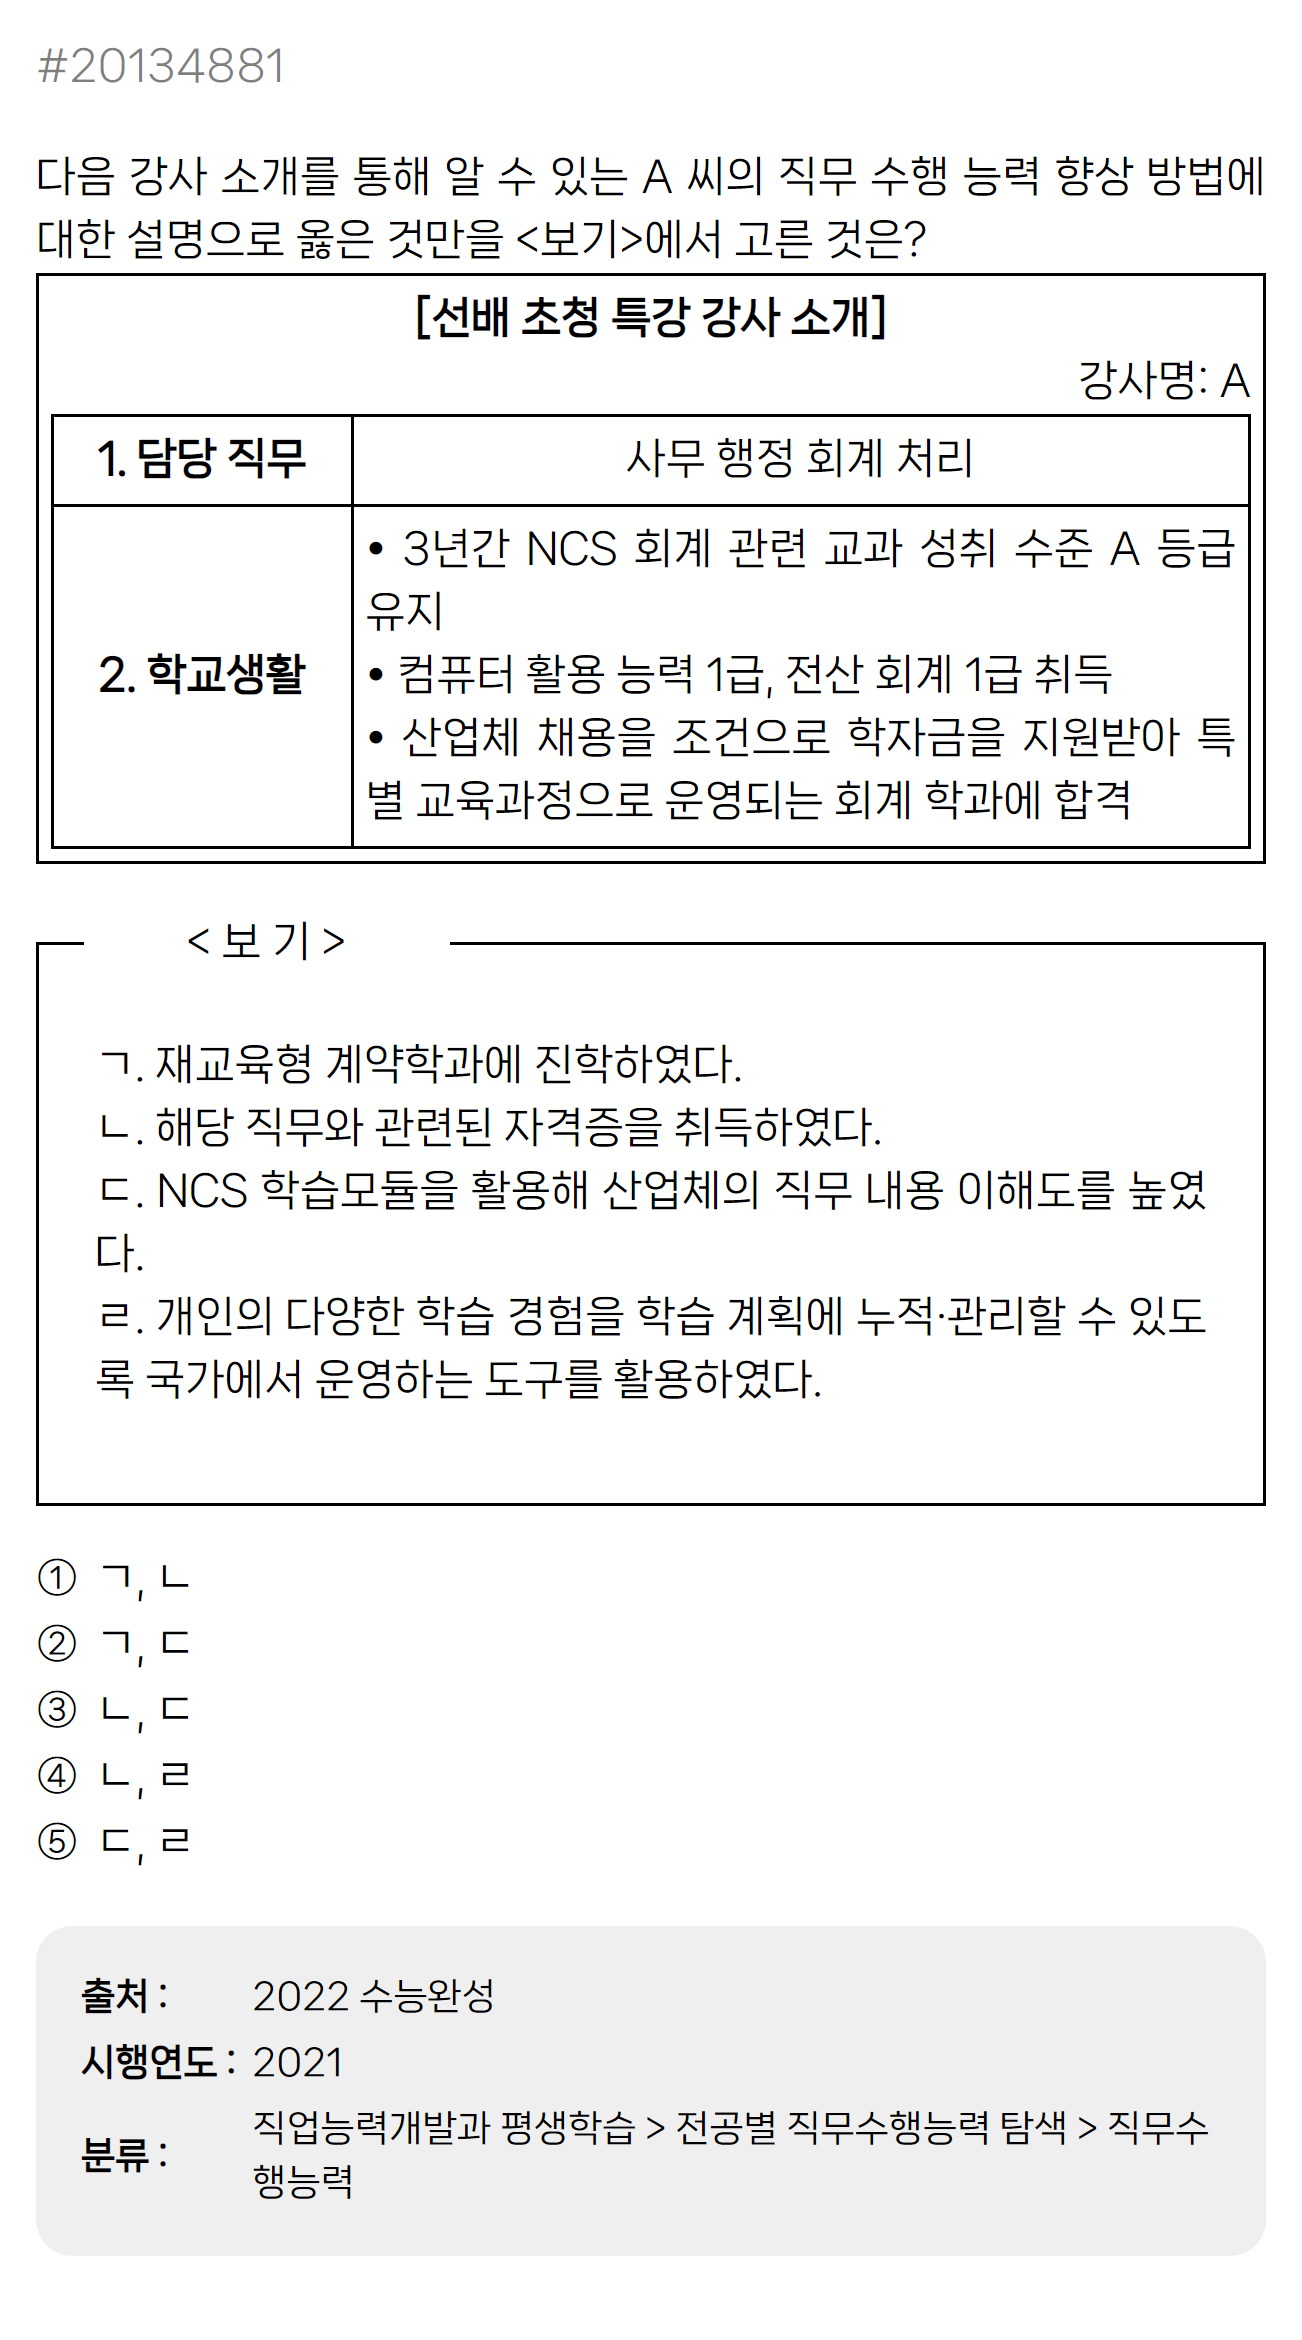 #20134881
다음 강사 소개를 통해 알 수 있는 A 씨의 직무 수행 능력 향상 방법에
대한 설명으로 옳은 것만을 <보기>에서 고른 것은?
[선배 초청 특강 강사 소개]
강사명: A
1. 담당 직무
사무 행정 회계 처리
2. 학교생활
• 3년간 NCS 회계 관련 교과 성취 수준 A 등급
유지
• 컴퓨터 활용 능력 1급, 전산 회계 1급 취득
• 산업체 채용을 조건으로 학자금을 지원받아 특
별 교육과정으로 운영되는 회계 학과에 합격
< 보 기 >
ㄱ. 재교육형 계약학과에 진학하였다.
ㄴ. 해당 직무와 관련된 자격증을 취득하였다.
ㄷ. NCS 학습모듈을 활용해 산업체의 직무 내용 이해도를 높였
다.
ㄹ. 개인의 다양한 학습 경험을 학습 계획에 누적·관리할 수 있도
록 국가에서 운영하는 도구를 활용하였다.
① ㄱ, ㄴ
② ㄱ, ㄷ
③ ㄴ, ㄷ
④ ㄴ, ㄹ
⑤ ㄷ, ㄹ
출처 : 2022 수능완성
시행연도 : 2021
분류 : 직업능력개발과 평생학습 > 전공별 직무수행능력 탐색 > 직무수
행능력